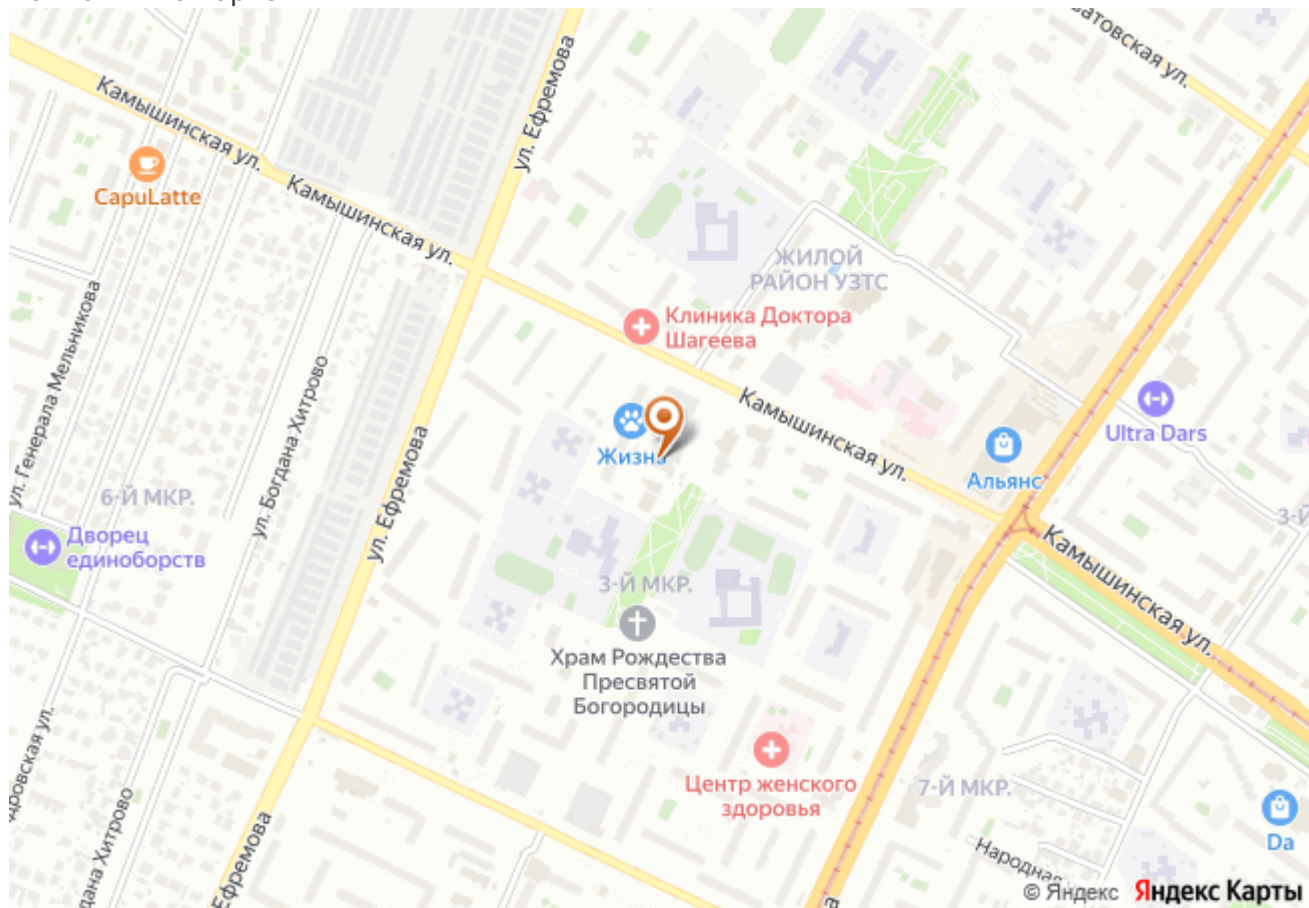 Камышинская ул.
CapuLatte
Камышинская ул.
ул. Ефремова
ЖИЛОЙ
РАЙОН УЗТС
Клиника Доктора
Шагеева
Камышинская ул.
Ultra Dars
Альянс
Жизнь
ул. Генерала Мельникова
6-Й МКР.
ул. Богдана Хитрово
ул. Ефремова
Дворец
единоборств
3-Й МКР.
Камышинская ул.
Храм Рождества
Пресвятой
Богородицы
Центр женского
здоровья
7-Й МКР.
Da
Народная
© Яндекс Яндекс Карты